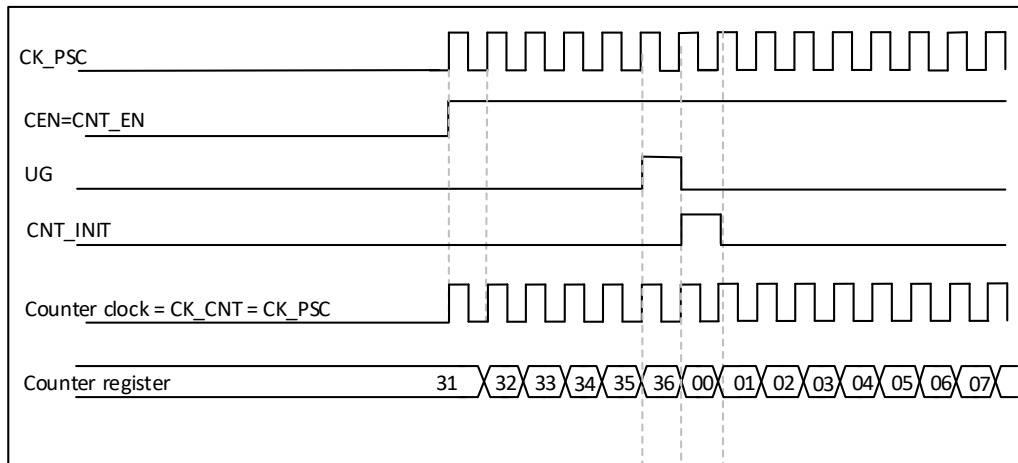 CK_PSC
CEN=CNT_EN
UG
CNT_INIT
Counter clock = CK_CNT = CK_PSC
Counter register 31 32 33 34 35 36 00 01 02 03 04 05 06 07